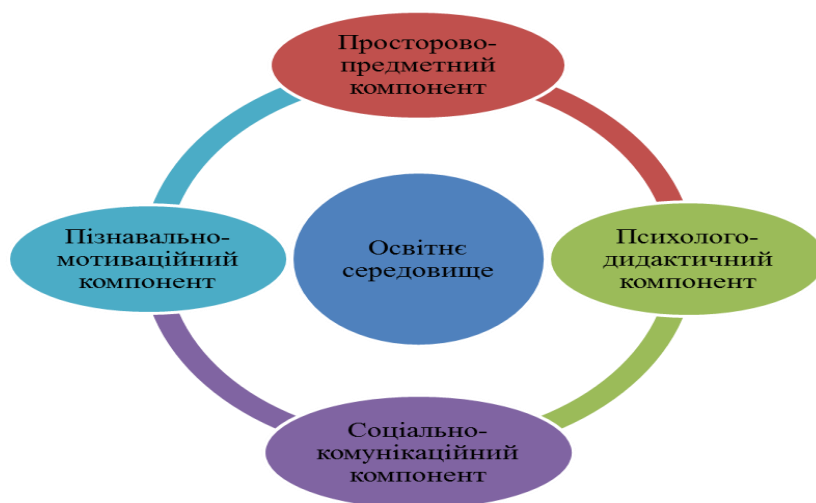 Просторово-
предметний
компонент
Пізнавально-
мотиваційний
компонент
Освітнє
середовище
Психолого-
дидактичний
компонент
Соціально-
комунікаційний
компонент